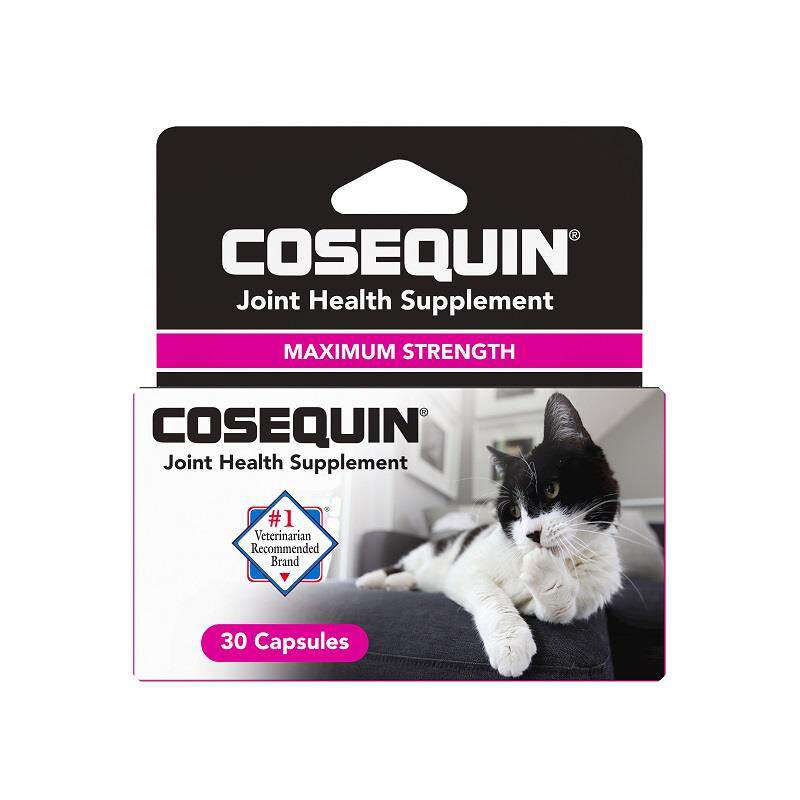 COSEQUIN®
Joint Health Supplement
MAXIMUM STRENGTH
COSEQUIN®
Joint Health Supplement
#1®
Veterinarian
Recommended
Brand
30 Capsules